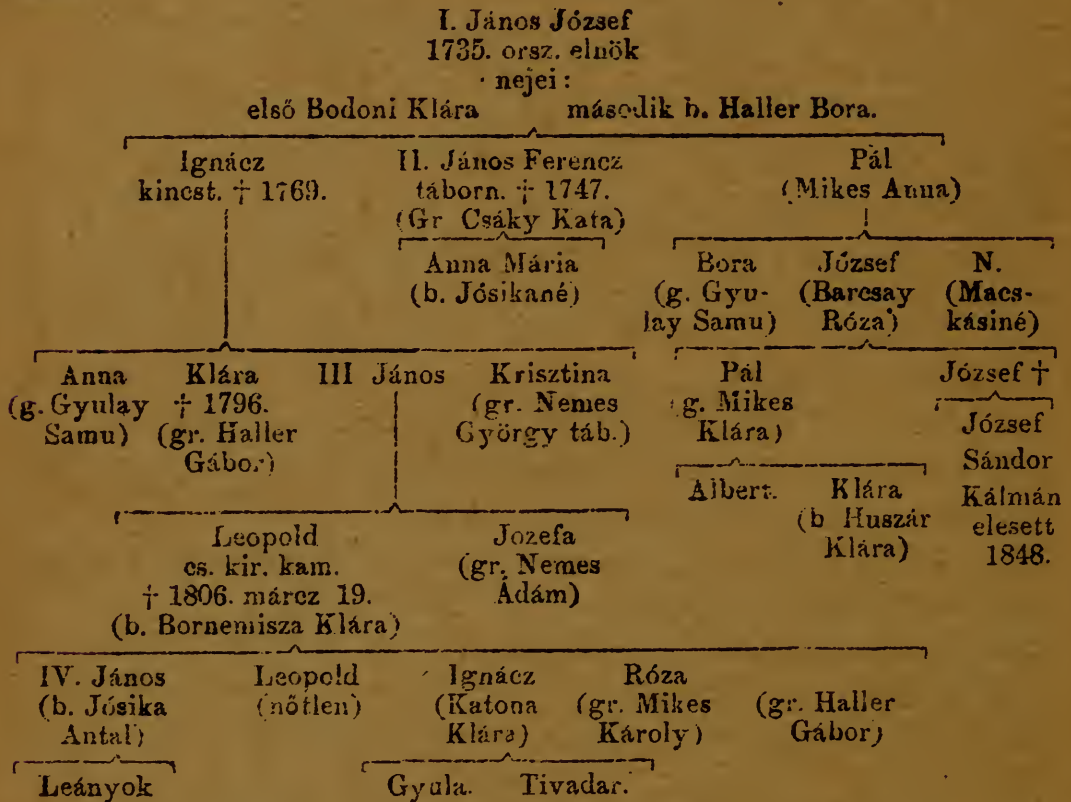 I. János József
1735. orsz. elnök
nejei:
első Bodoni Klára második b. Haller Bora.
Ignácz II. János Ferencz Pál
kincst. † 1769. táborn. † 1747. (Mikes Anna)
(Gr Csáky Kata)
Anna Mária Bora József N.
(b. Jósikané) (g. Gyu- (Barcsay (Macs-
lay Samu) Róza) kásiné)
Anna Klára III János Krisztina Pál József †
(g. Gyulay † 1796. (gr. Nemes (g. Mikes
Samu) (gr. Haller György táb.) Klára) József
Gábor) Sándor
Albert. Klára Kálmán
(b Huszár elesett
Klára) 1848.
Leopold Jozefa
cs. kir. kam. (gr. Nemes
† 1806. márcz 19. Ádám)
(b. Bornemisza Klára)
IV. János Leopold Ignácz Róza
(b. Jósika (nőtlen) (Katona (gr. Mikes (gr. Haller
Antal) Klára) Károly) Gábor)
Leányok Gyula. Tivadar.